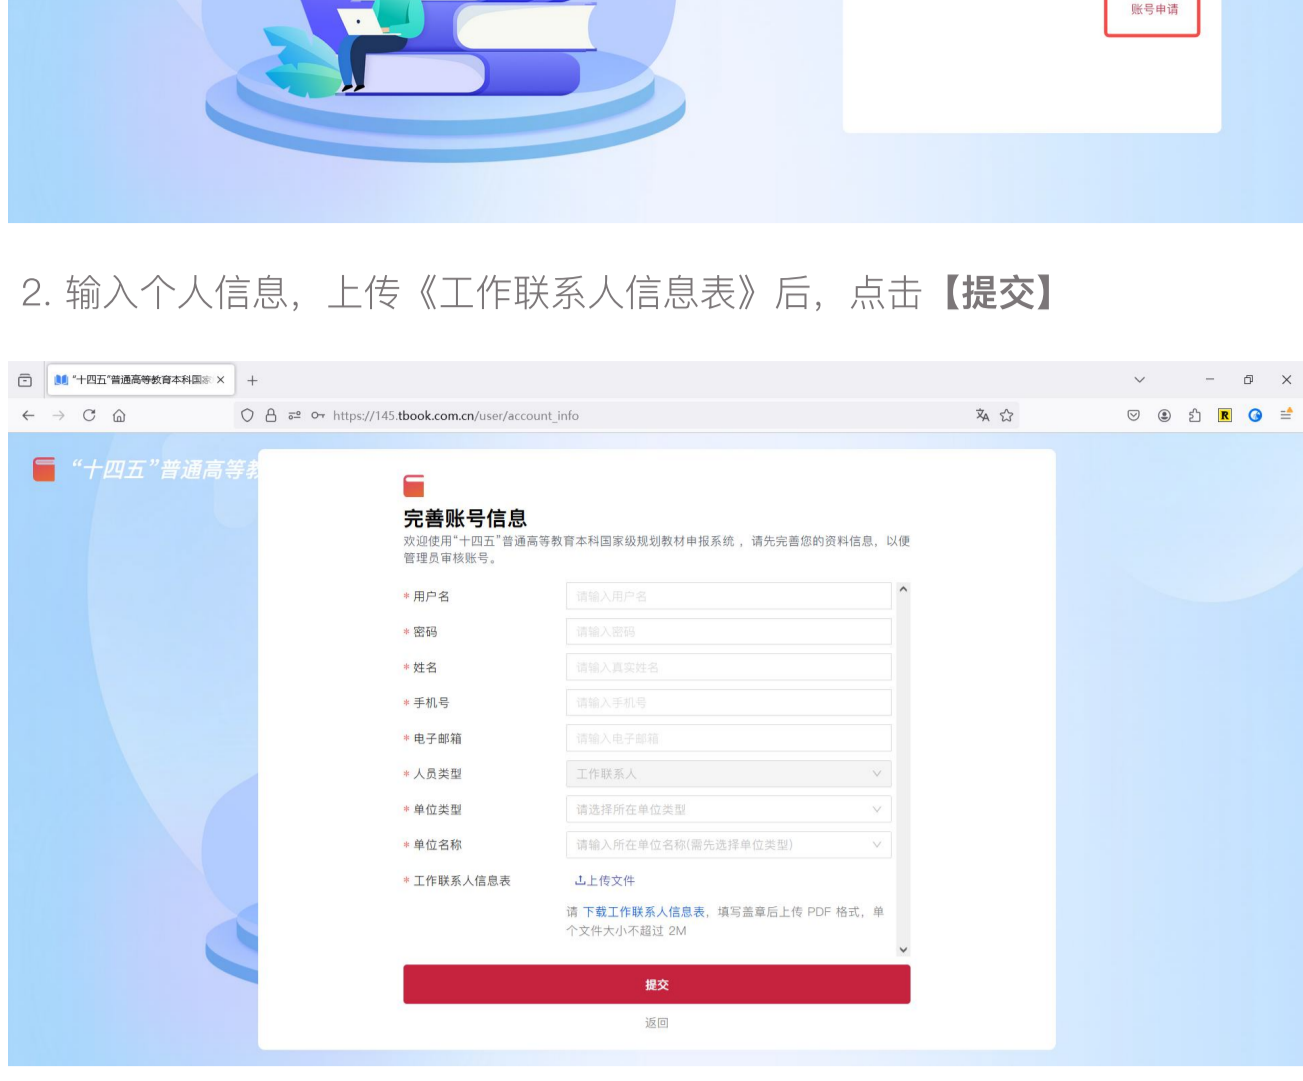 账号申请
2. 输入个人信息，上传《工作联系人信息表》后，点击【提交】
“十四五”普通高等教育本科国家
https://145.tbook.com.cn/user/account_info
“十四五”普通高等教
完善账号信息
欢迎使用“十四五”普通高等教育本科国家级规划教材申报系统，请先完善您的资料信息，以便
管理员审核账号。
* 用户名 请输入用户名
* 密码 请输入密码
* 姓名 请输入真实姓名
* 手机号 请输入手机号
* 电子邮箱 请输入电子邮箱
* 人员类型 工作联系人
* 单位类型 请选择所在单位类型
* 单位名称 请输入所在单位名称(需先选择单位类型)
* 工作联系人信息表 上传文件
请 下载工作联系人信息表，填写盖章后上传 PDF 格式，单
个文件大小不超过 2M
提交
返回